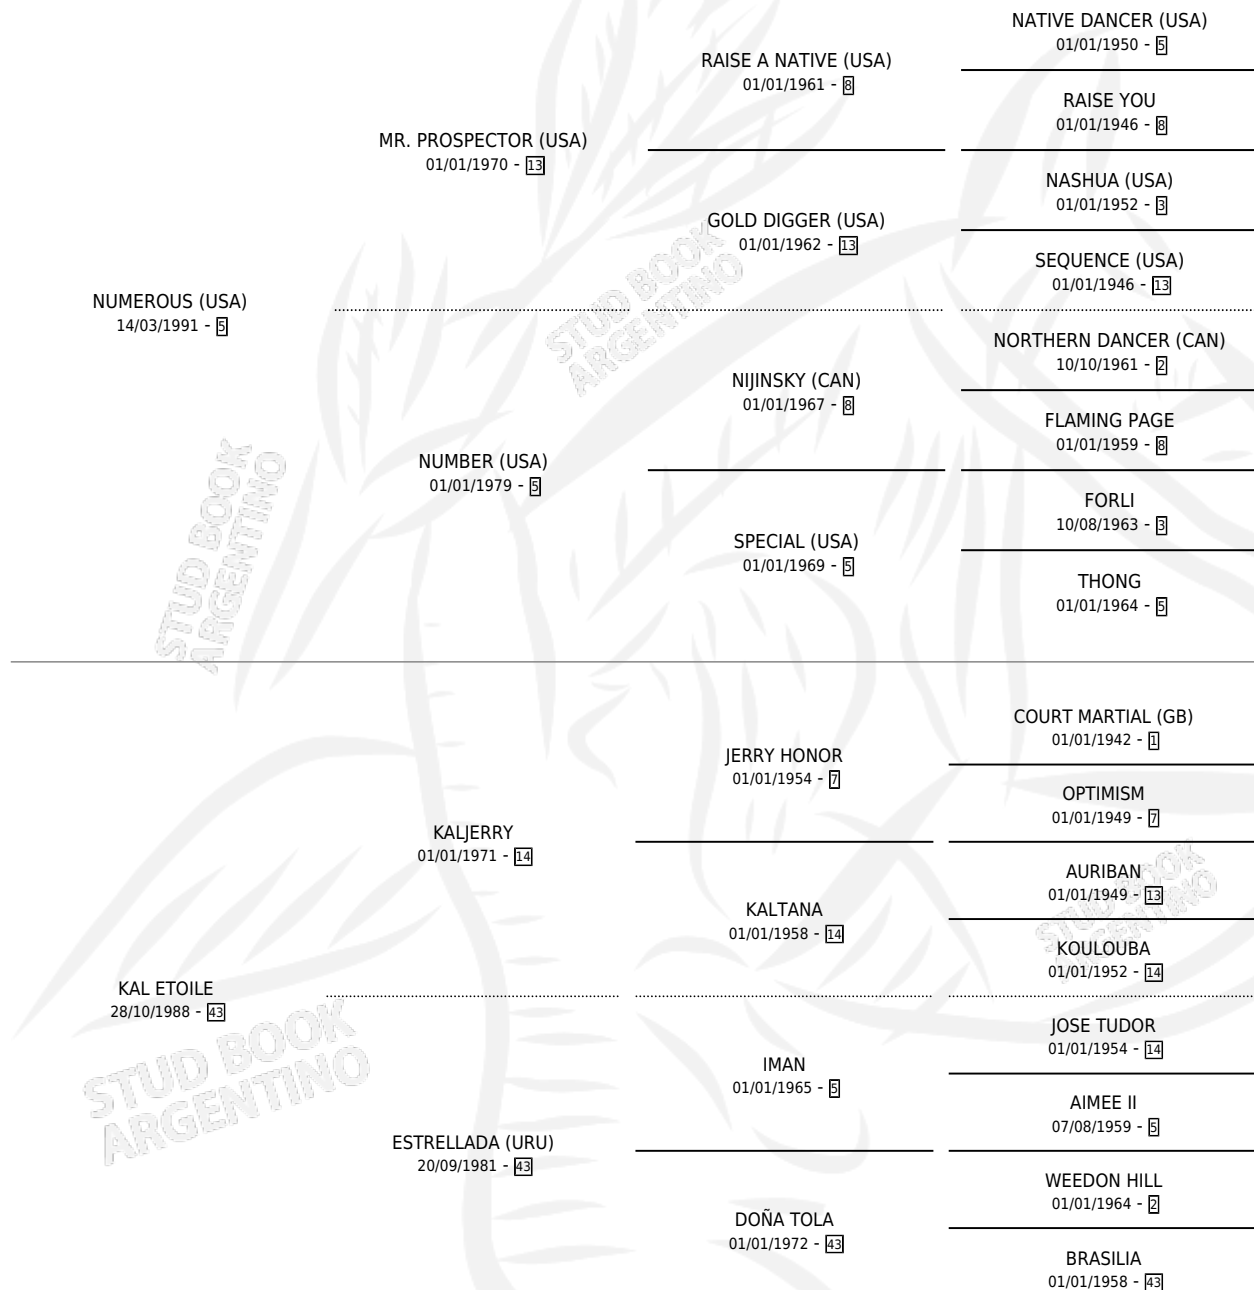 NATIVE DANCER (USA)
01/01/1950 - 5
RAISE A NATIVE (USA)
01/01/1961 - 8
RAISE YOU
01/01/1946 - 8
MR. PROSPECTOR (USA)
01/01/1970 - 13
NASHUA (USA)
01/01/1952 - 3
GOLD DIGGER (USA)
01/01/1962 - 13
SEQUENCE (USA)
01/01/1946 - 13
NUMEROUS (USA)
14/03/1991 - 5
STUD BOOK
ARGENTINO
NORTHERN DANCER (CAN)
10/10/1961 - 2
NIJINSKY (CAN)
01/01/1967 - 8
FLAMING PAGE
01/01/1959 - 8
NUMBER (USA)
01/01/1979 - 5
FORLI
10/08/1963 - 3
SPECIAL (USA)
01/01/1969 - 5
THONG
01/01/1964 - 5
STUD BOOK
ARGENTINO
COURT MARTIAL (GB)
01/01/1942 - 1
JERRY HONOR
01/01/1954 - 7
OPTIMISM
01/01/1949 - 7
KALJERRY
01/01/1971 - 14
AURIBAN
01/01/1949 - 13
KALTANA
01/01/1958 - 14
STUD BOOK
ARGENTINO
KOULOUBA
01/01/1952 - 14
KAL ETOILE
28/10/1988 - 43
JOSE TUDOR
01/01/1954 - 14
IMAN
01/01/1965 - 5
STUD BOOK
ARGENTINO
AIMEE II
07/08/1959 - 5
ESTRELLADA (URU)
20/09/1981 - 43
WEEDON HILL
01/01/1964 - 2
DOÑA TOLA
01/01/1972 - 43
BRASILIA
01/01/1958 - 43